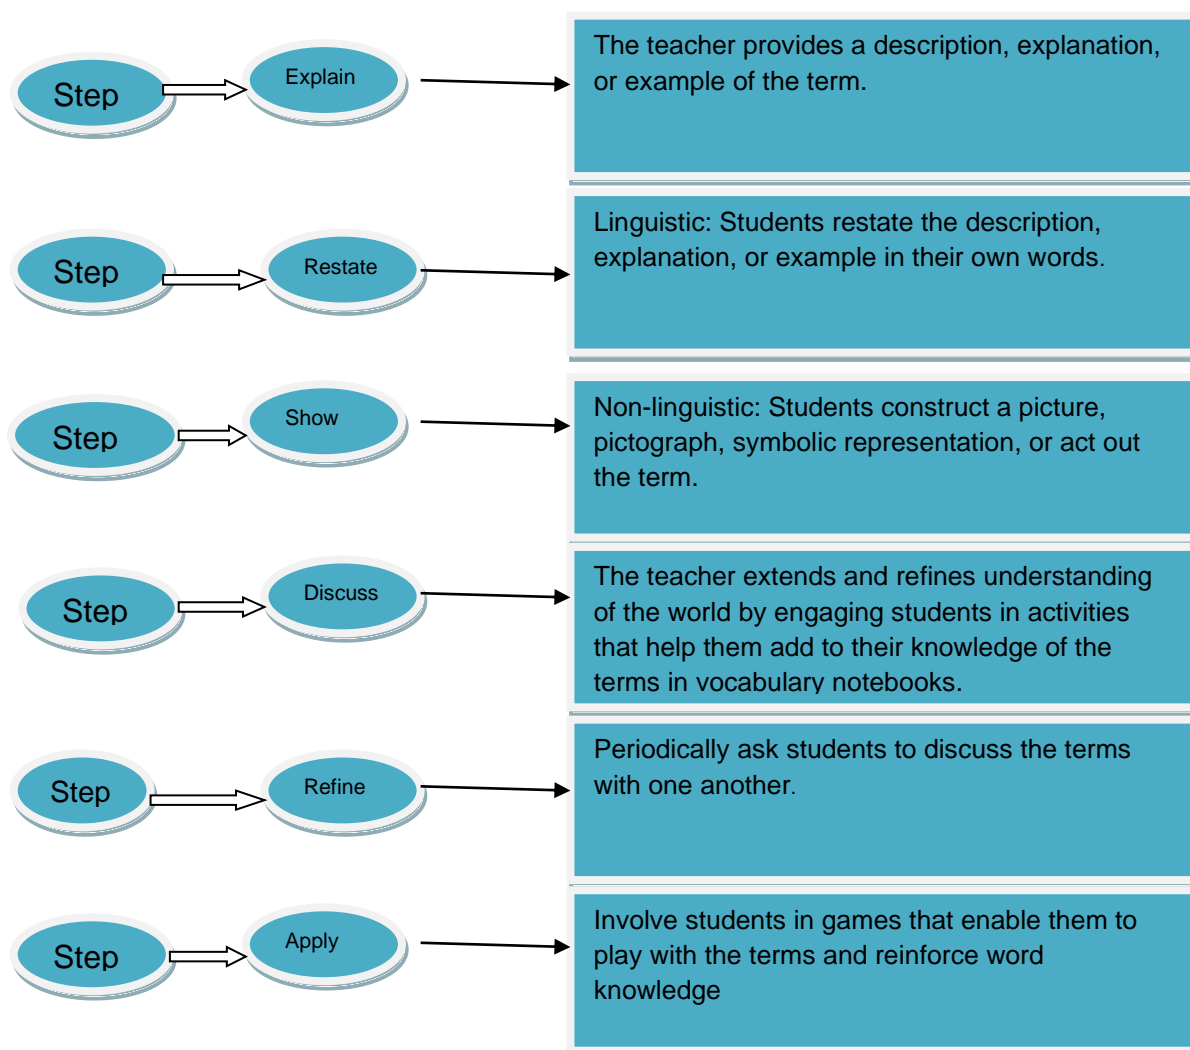 Step
Explain
The teacher provides a description, explanation,
or example of the term.
Step
Restate
Linguistic: Students restate the description,
explanation, or example in their own words.
Step
Show
Non-linguistic: Students construct a picture,
pictograph, symbolic representation, or act out
the term.
Step
Discuss
The teacher extends and refines understanding
of the world by engaging students in activities
that help them add to their knowledge of the
terms in vocabulary notebooks.
Step
Refine
Periodically ask students to discuss the terms
with one another.
Step
Apply
Involve students in games that enable them to
play with the terms and reinforce word
knowledge